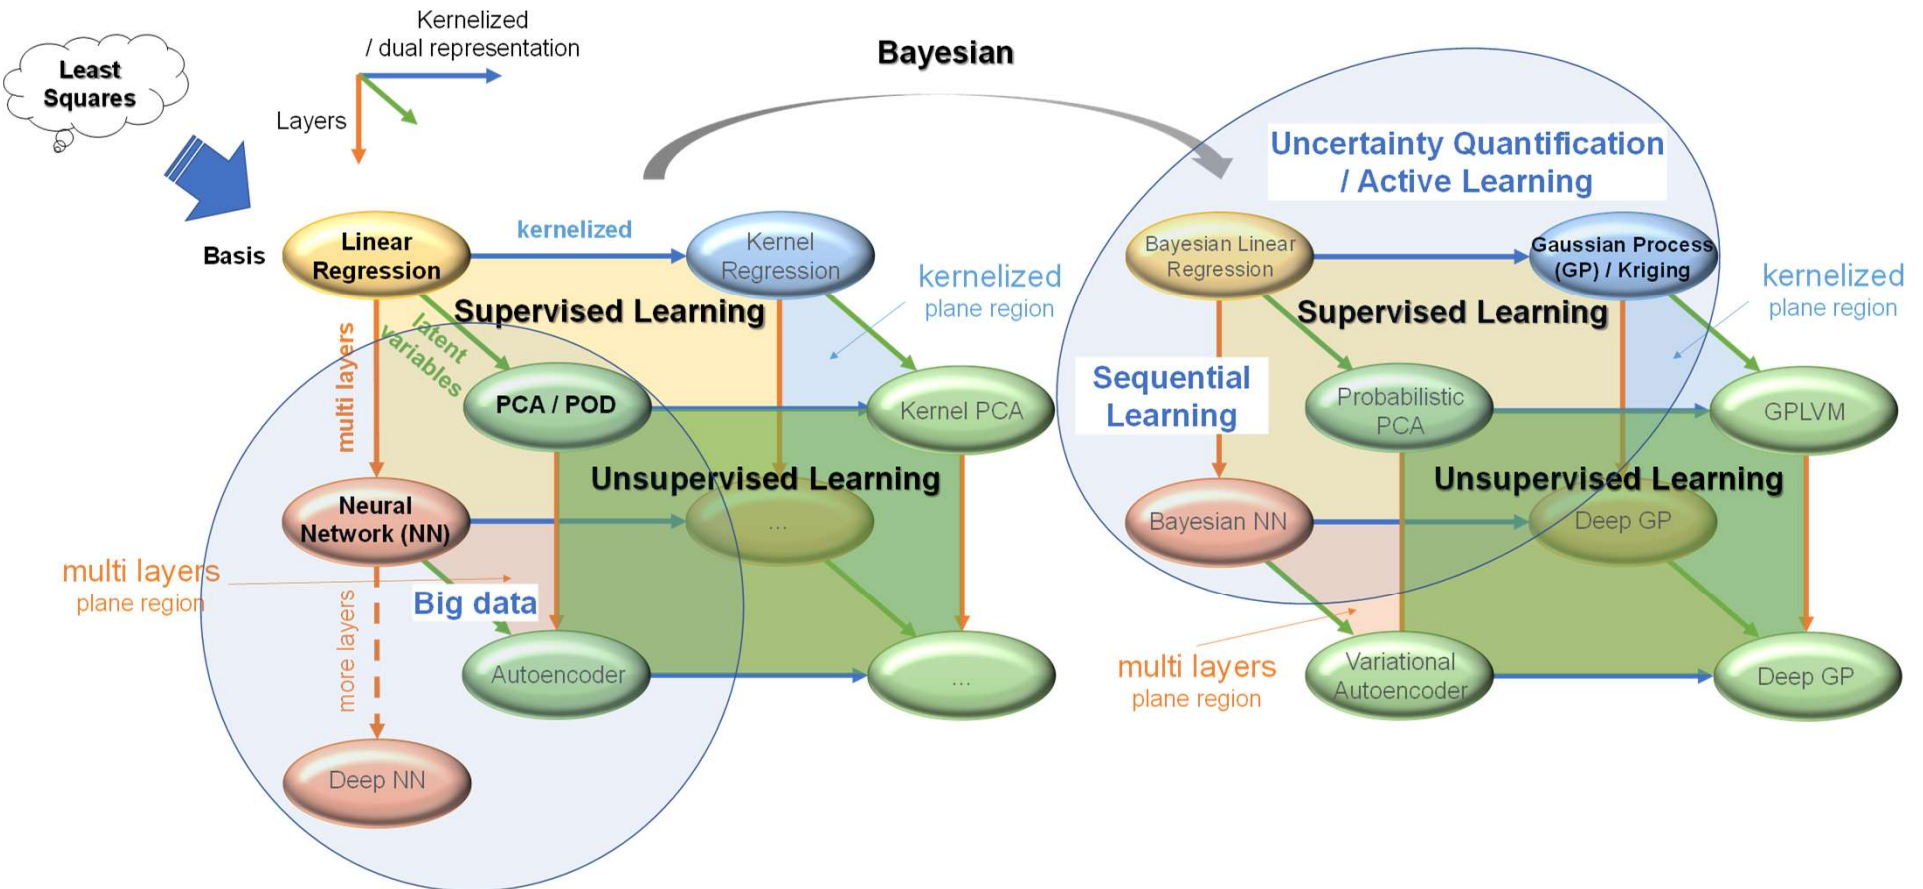 Kernelized
/ dual representation
Least
Squares
Layers
Bayesian
Uncertainty Quantification
/ Active Learning
Basis
Linear
Regression
kernelized
Kernel
Regression
kernelized
plane region
Supervised Learning
multi layers
latent
variables
PCA / POD
Kernel PCA
Unsupervised Learning
Neural
Network (NN)
...
multi layers
plane region
Big data
more layers
Autoencoder
...
Deep NN
Bayesian Linear
Regression
Gaussian Process
(GP) / Kriging
kernelized
plane region
Supervised Learning
Sequential
Learning
Probabilistic
PCA
GPLVM
Unsupervised Learning
Bayesian NN
Deep GP
multi layers
plane region
Variational
Autoencoder
Deep GP